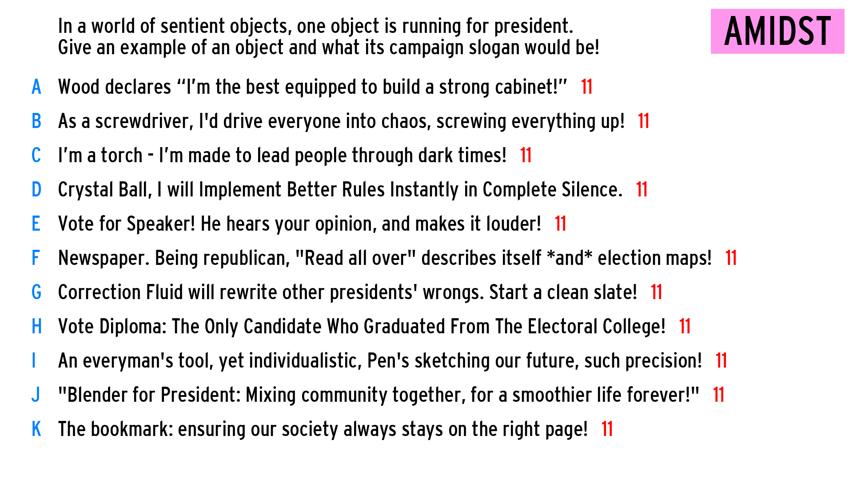 In a world of sentient objects, one object is running for president.
Give an example of an object and what its campaign slogan would be!
AMIDST
A Wood declares “I’m the best equipped to build a strong cabinet!” 11
B As a screwdriver, I'd drive everyone into chaos, screwing everything up! 11
C I’m a torch - I’m made to lead people through dark times! 11
D Crystal Ball, I will Implement Better Rules Instantly in Complete Silence. 11
E Vote for Speaker! He hears your opinion, and makes it louder! 11
F Newspaper. Being republican, "Read all over" describes itself *and* election maps! 11
G Correction Fluid will rewrite other presidents' wrongs. Start a clean slate! 11
H Vote Diploma: The Only Candidate Who Graduated From The Electoral College! 11
I An everyman's tool, yet individualistic, Pen's sketching our future, such precision! 11
J "Blender for President: Mixing community together, for a smoothier life forever!" 11
K The bookmark: ensuring our society always stays on the right page! 11